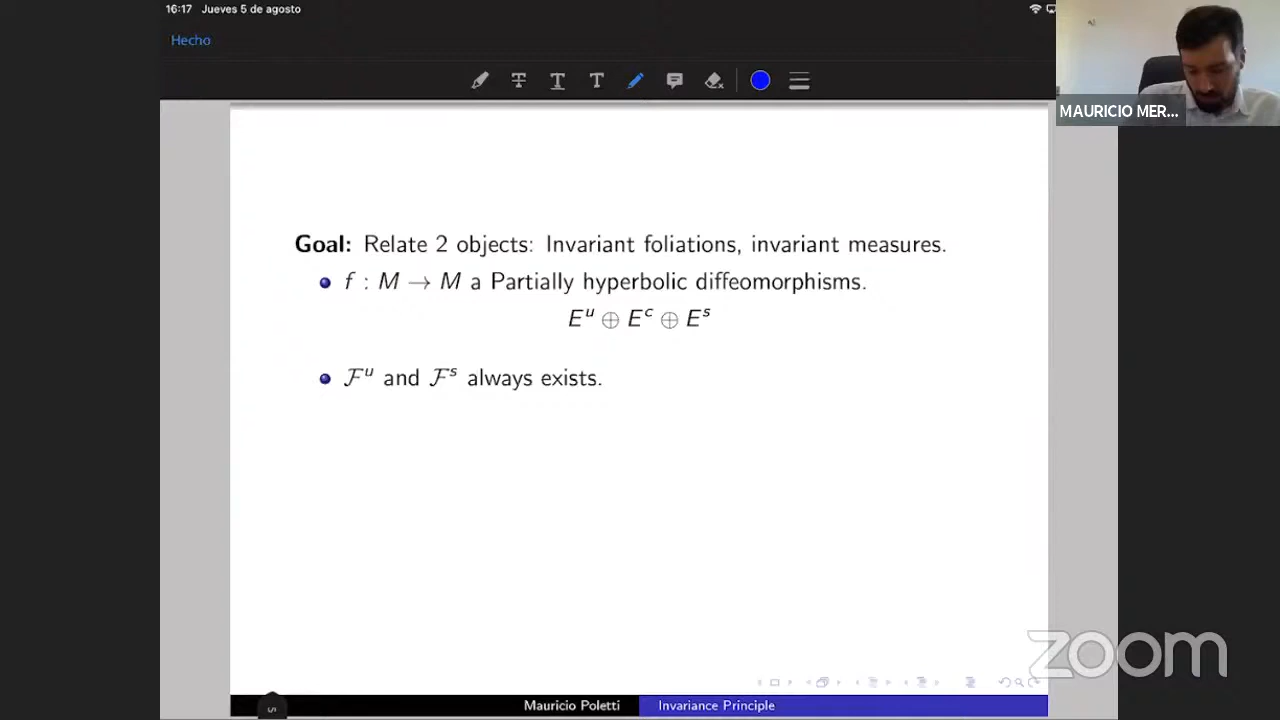 16:17 Jueves 5 de agosto
Hecho
MAURICIO MER...
Goal: Relate 2 objects: Invariant foliations, invariant measures.
f : M → M a Partially hyperbolic diffeomorphisms.
E^u ⊕ E^c ⊕ E^s
F^u and F^s always exists.
zoom
Mauricio Poletti Invariance Principle